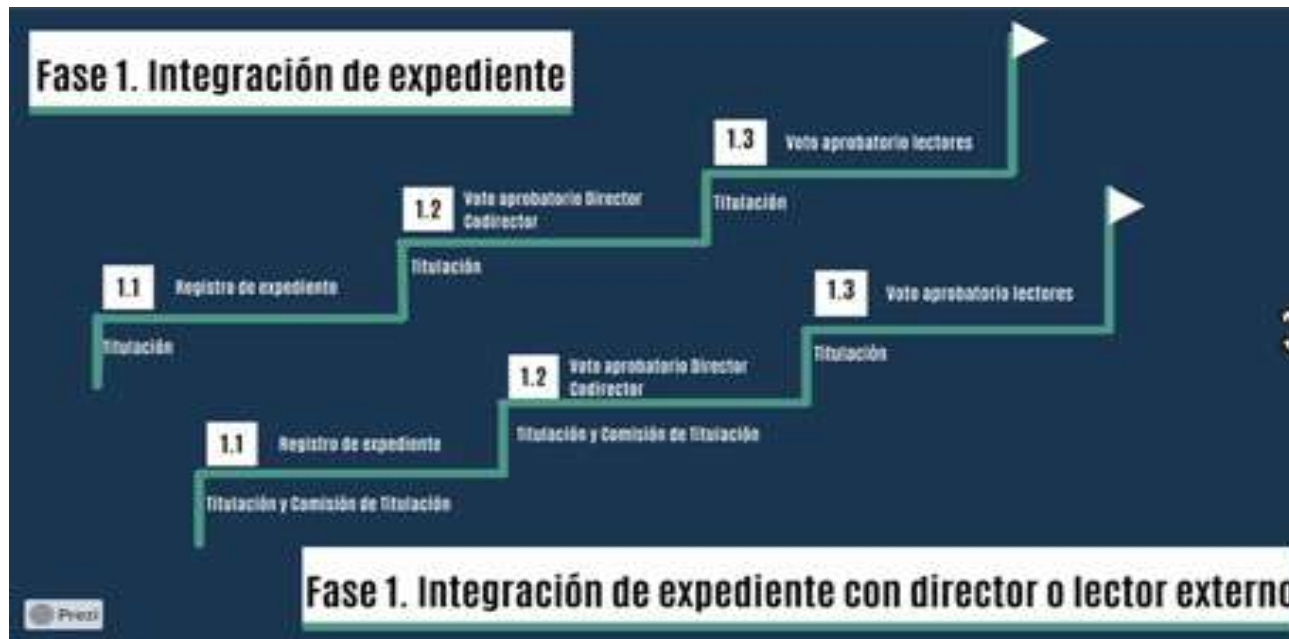 Fase 1. Integración de expediente
1.3
Voto aprobatorio lectores
Titulación
1.2
Voto aprobatorio Director
Codirector
Titulación
1.1
Registro de expediente
Titulación
1.3
Voto aprobatorio lectores
Titulación
1.2
Voto aprobatorio Director
Codirector
Titulación y Comisión de Titulación
1.1
Registro de expediente
Titulación y Comisión de Titulación
Fase 1. Integración de expediente con director o lector externo
Prezi